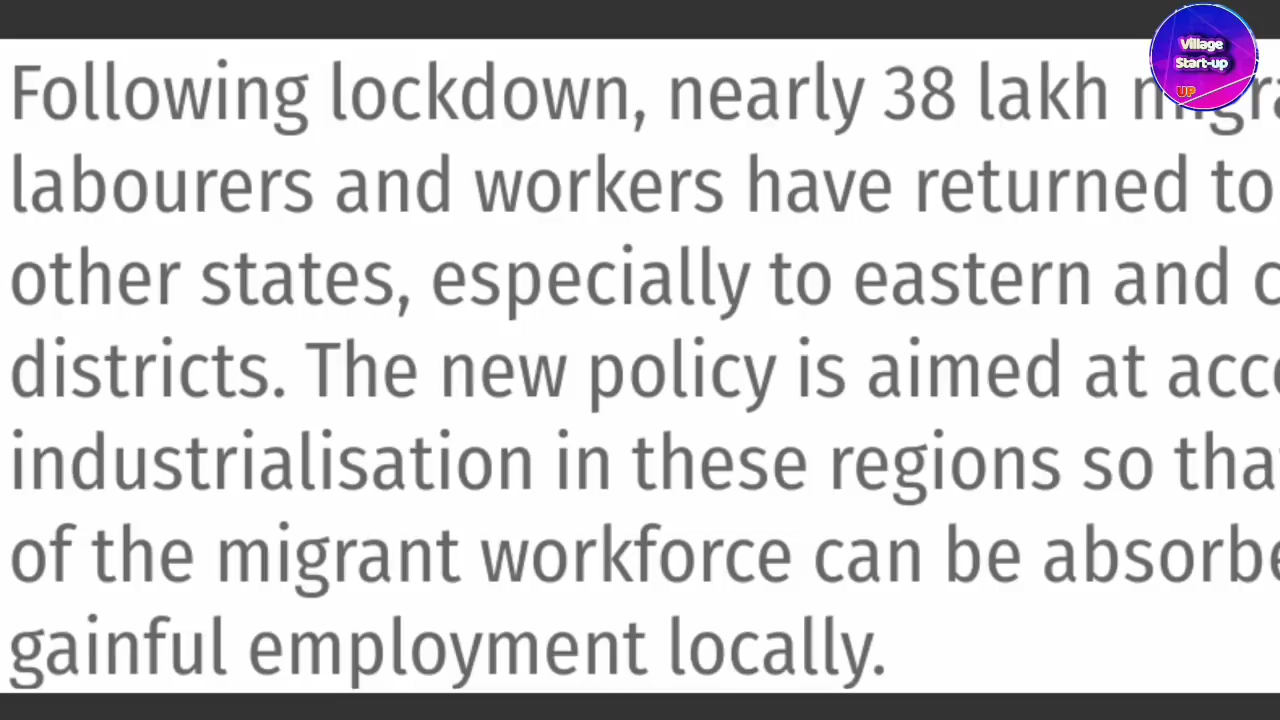 Following lockdown, nearly 38 lakh
labourers and workers have returned to
other states, especially to eastern and
districts. The new policy is aimed at
industrialisation in these regions so
of the migrant workforce can be
gainful employment locally.
Village
Start-up
UP